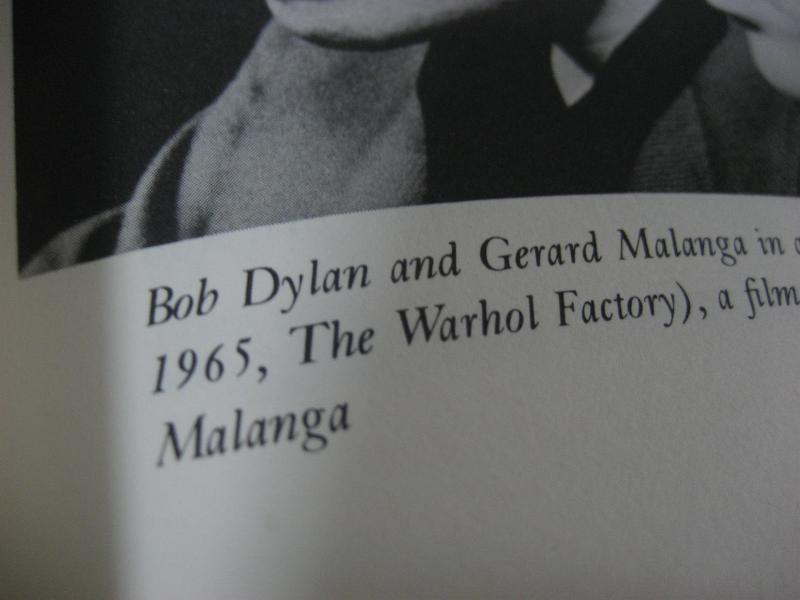 Bob Dylan and Gerard Malanga in a
1965, The Warhol Factory), a film
Malanga